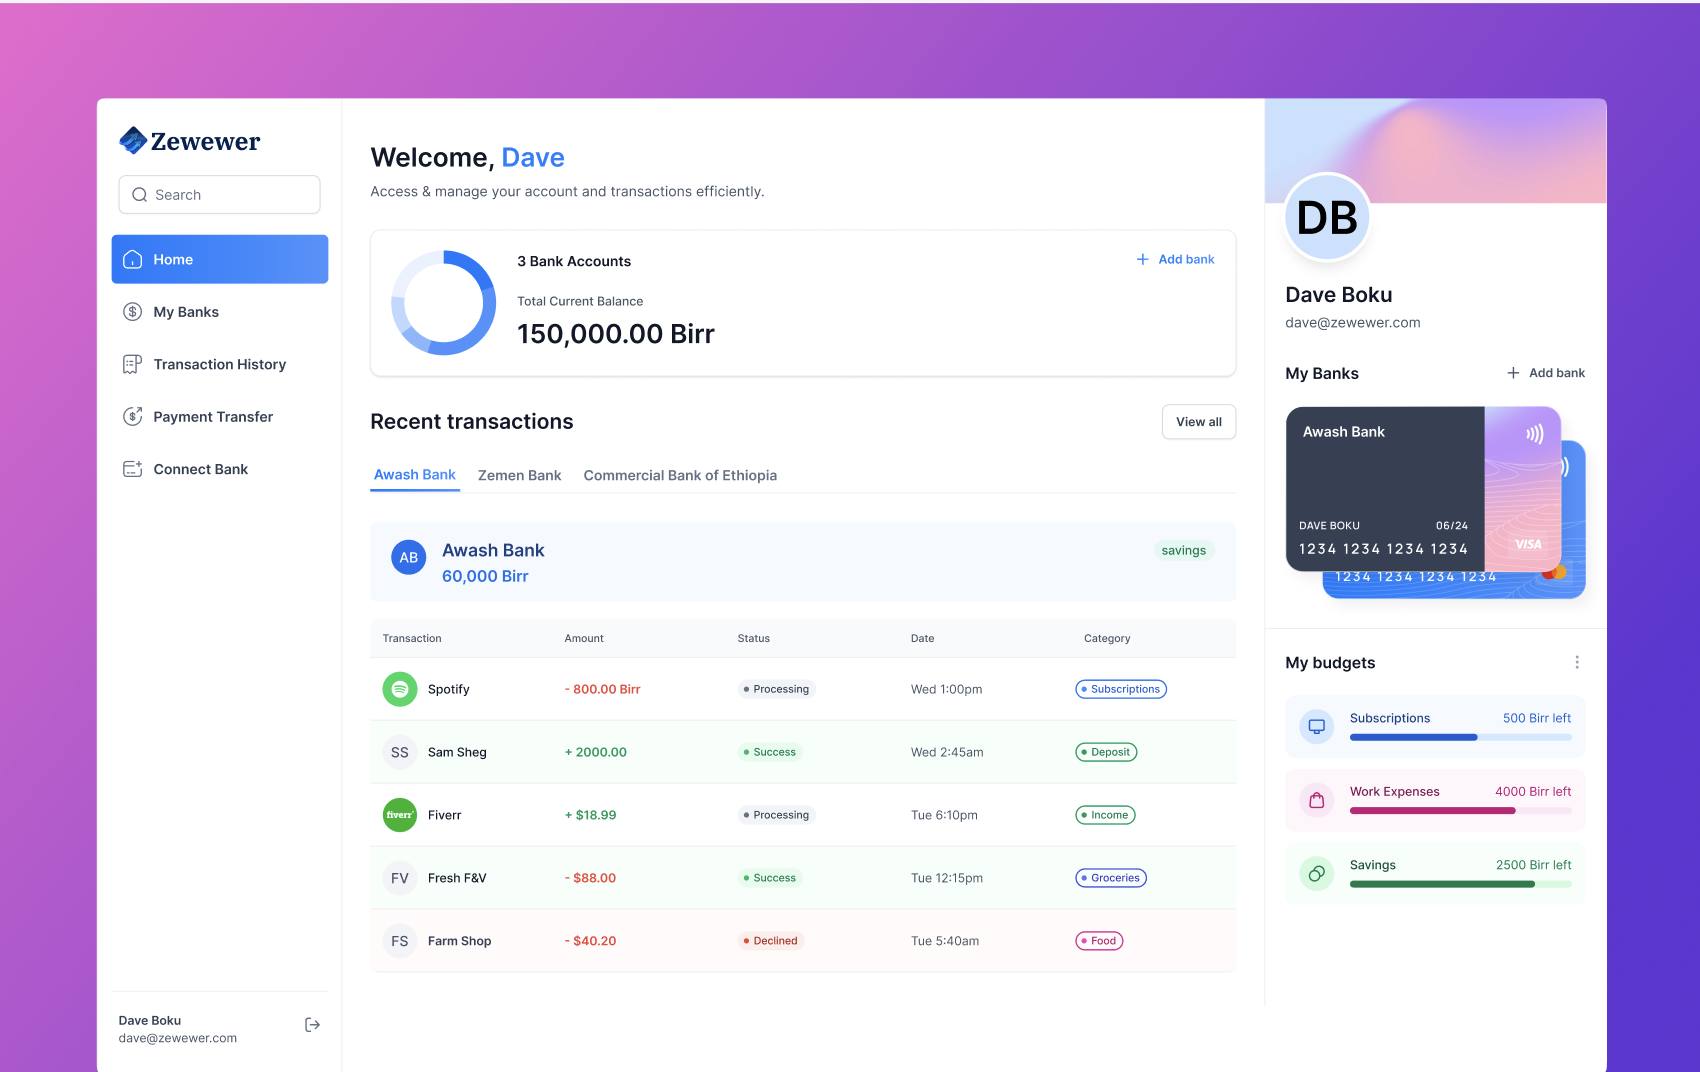 Zewewer
Search
Home
My Banks
Transaction History
Payment Transfer
Connect Bank
Dave Boku
dave@zewewer.com
Welcome, Dave
Access & manage your account and transactions efficiently.
3 Bank Accounts
+ Add bank
Total Current Balance
150,000.00 Birr
Recent transactions
View all
Awash Bank Zemen Bank Commercial Bank of Ethiopia
AB
Awash Bank
60,000 Birr
savings
Transaction Amount Status Date Category
Spotify - 800.00 Birr Processing Wed 1:00pm Subscriptions
SS Sam Sheg + 2000.00 Success Wed 2:45am Deposit
fiverr Fiverr + $18.99 Processing Tue 6:10pm Income
FV Fresh F&V - $88.00 Success Tue 12:15pm Groceries
FS Farm Shop - $40.20 Declined Tue 5:40am Food
DB
Dave Boku
dave@zewewer.com
My Banks + Add bank
Awash Bank
DAVE BOKU 06/24
1234 1234 1234 1234
VISA
1234 1234 1234 1234
My budgets
Subscriptions 500 Birr left
Work Expenses 4000 Birr left
Savings 2500 Birr left